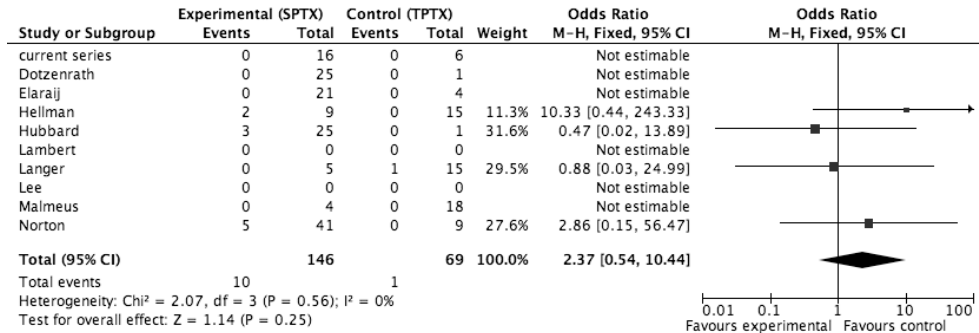 Experimental (SPTX) Control (TPTX) Odds Ratio Odds Ratio
Study or Subgroup Events Total Events Total Weight M-H, Fixed, 95% CI M-H, Fixed, 95% CI
current series 0 16 0 6 Not estimable
Dotzenrath 0 25 0 1 Not estimable
Elaraij 0 21 0 4 Not estimable
Hellman 2 9 0 15 11.3% 10.33 [0.44, 243.33]
Hubbard 3 25 0 1 31.6% 0.47 [0.02, 13.89]
Lambert 0 0 0 0 Not estimable
Langer 0 5 1 15 29.5% 0.88 [0.03, 24.99]
Lee 0 0 0 0 Not estimable
Malmeus 0 4 0 18 Not estimable
Norton 5 41 0 9 27.6% 2.86 [0.15, 56.47]
Total (95% CI) 146 69 100.0% 2.37 [0.54, 10.44]
Total events 10 1
Heterogeneity: Chi² = 2.07, df = 3 (P = 0.56); I² = 0%
Test for overall effect: Z = 1.14 (P = 0.25)
0.01 0.1 1 10 100
Favours experimental Favours control